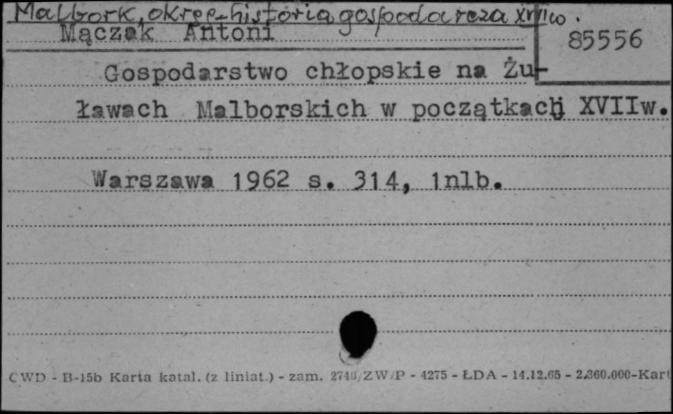 Malbork, okręg-historia gospodarcza XVII w.
Mączak Antoni
85556
Gospodarstwo chłopskie na Żu-
ławach Malborskich w początkach XVIIw.
Warszawa 1962 s. 314, 1nlb.
CWD - B-15b Karta katal. (z liniat.) - zam. 2746/ZW/P - 4275 - ŁDA - 14.12.65 - 2.360.000-Kart